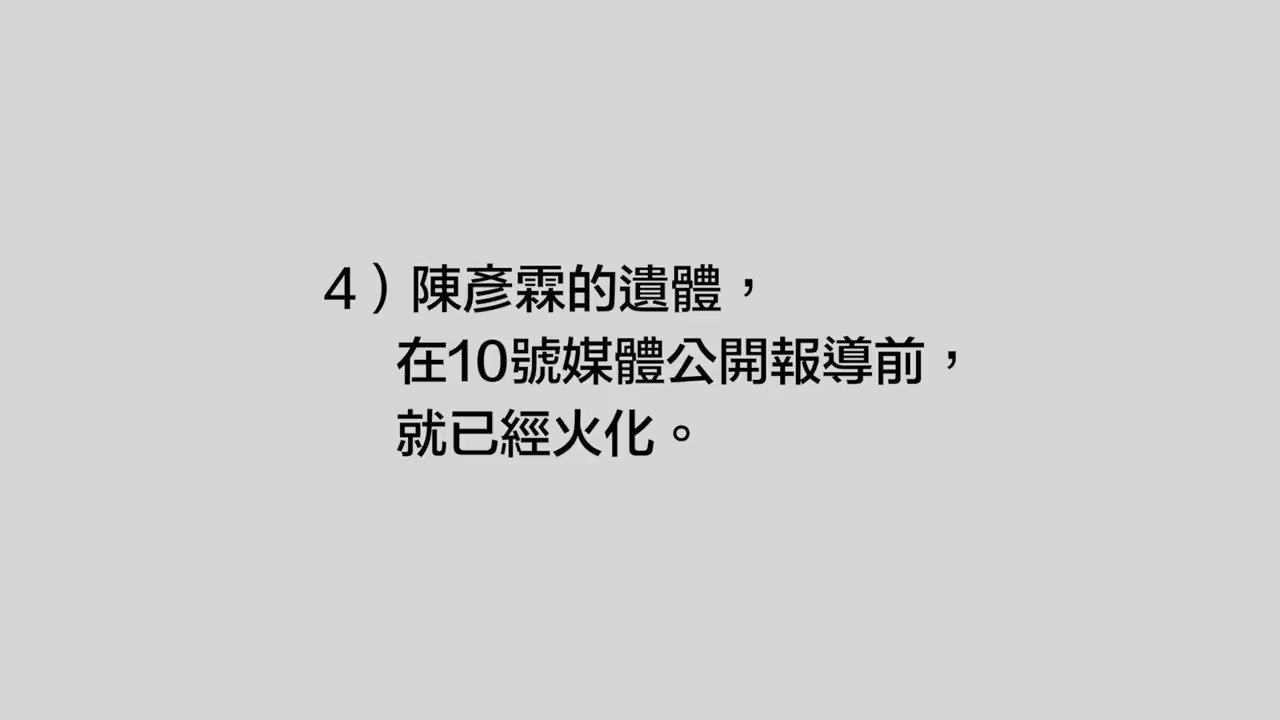 4）陳彥霖的遺體，
在10號媒體公開報導前，
就已經火化。